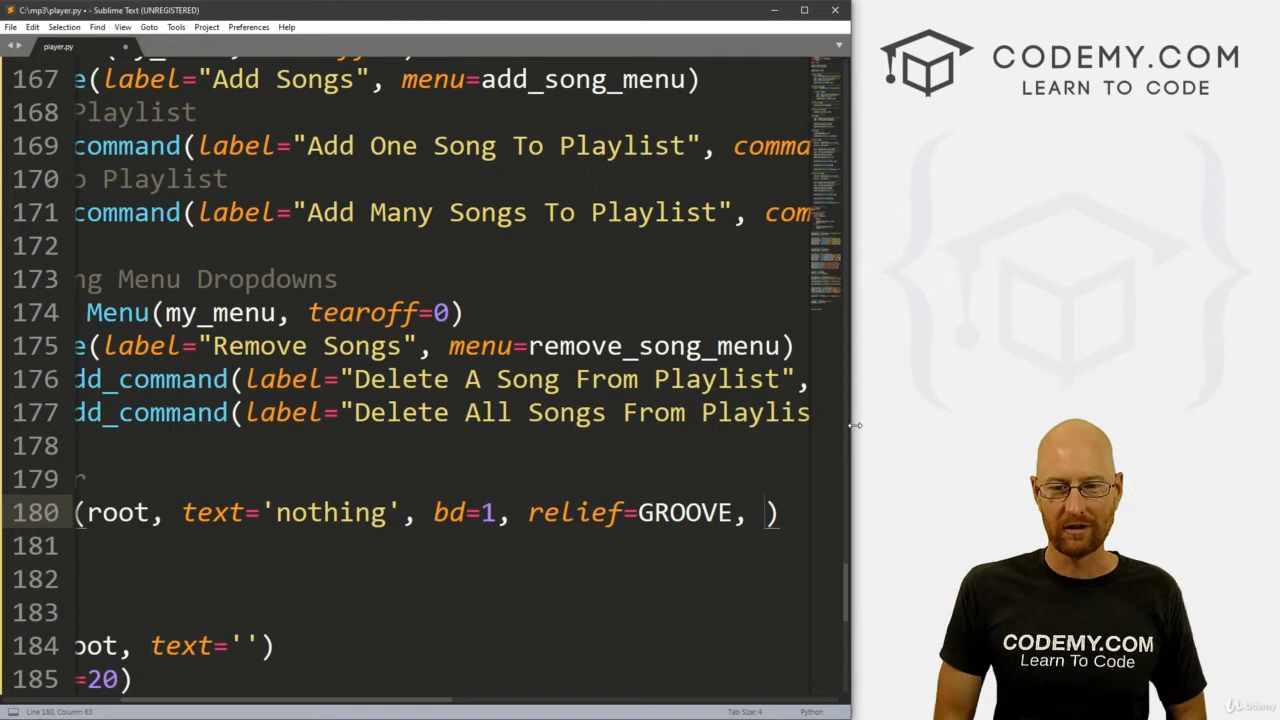 C:\mp3\player.py • - Sublime Text (UNREGISTERED)
File Edit Selection Find View Goto Tools Project Preferences Help
player.py
167 e(label="Add Songs", menu=add_song_menu)
168 Playlist
169 command(label="Add One Song To Playlist", comma
170 o Playlist
171 command(label="Add Many Songs To Playlist", com
172
173 ng Menu Dropdowns
174 Menu(my_menu, tearoff=0)
175 e(label="Remove Songs", menu=remove_song_menu)
176 dd_command(label="Delete A Song From Playlist",
177 dd_command(label="Delete All Songs From Playlis
178
179 r
180 (root, text='nothing', bd=1, relief=GROOVE, )
181
182
183
184 oot, text='')
185 =20)
Line 180, Column 63
Tab Size: 4
Python
CODEMY.COM
LEARN TO CODE
CODEMY.COM
Learn To Code
Udemy